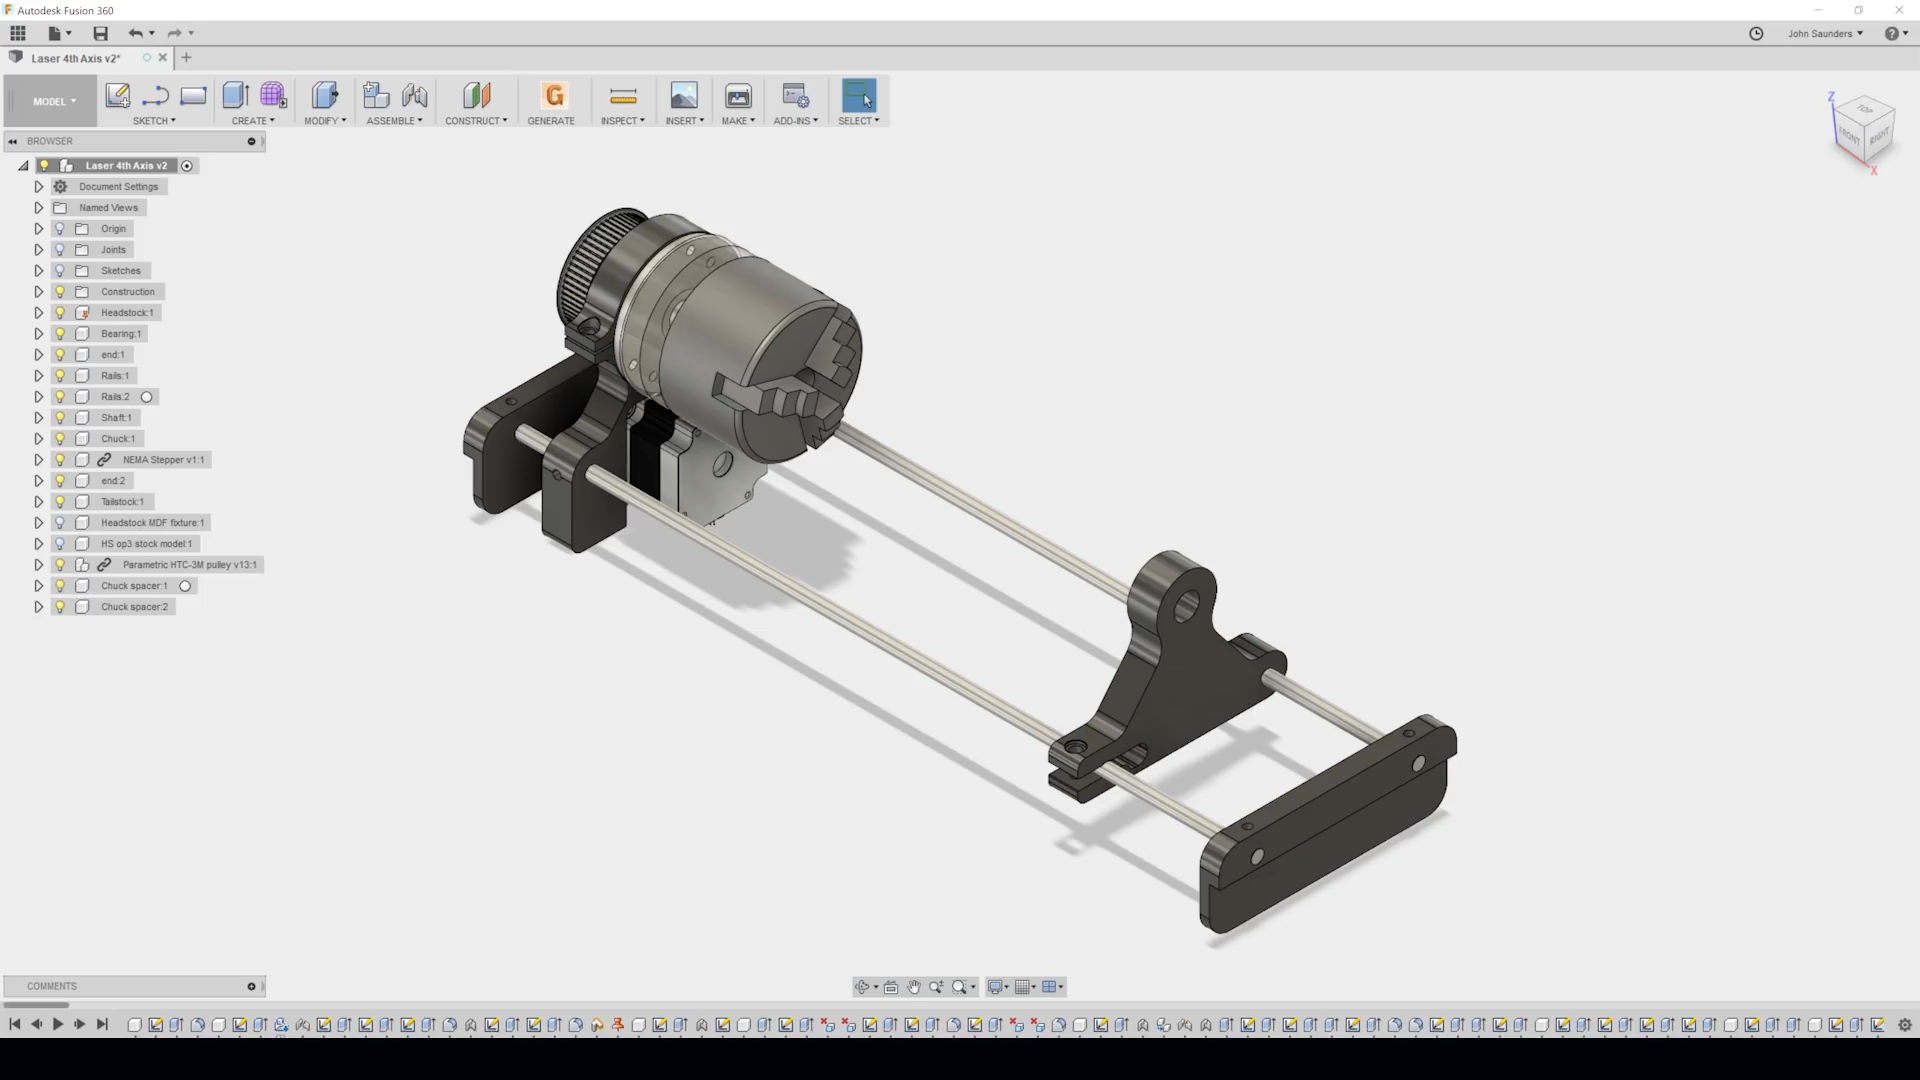 Autodesk Fusion 360
John Saunders
Laser 4th Axis v2*
MODEL
SKETCH
CREATE
MODIFY
ASSEMBLE
CONSTRUCT
GENERATE
INSPECT
INSERT
MAKE
ADD-INS
SELECT
Z
TOP
FRONT
RIGHT
X
BROWSER
Laser 4th Axis v2
Document Settings
Named Views
Origin
Joints
Sketches
Construction
Headstock:1
Bearing:1
end:1
Rails:1
Rails:2
Shaft:1
Chuck:1
NEMA Stepper v1:1
end:2
Tailstock:1
Headstock MDF fixture:1
HS op3 stock model:1
Parametric HTC-3M pulley v13:1
Chuck spacer:1
Chuck spacer:2
COMMENTS